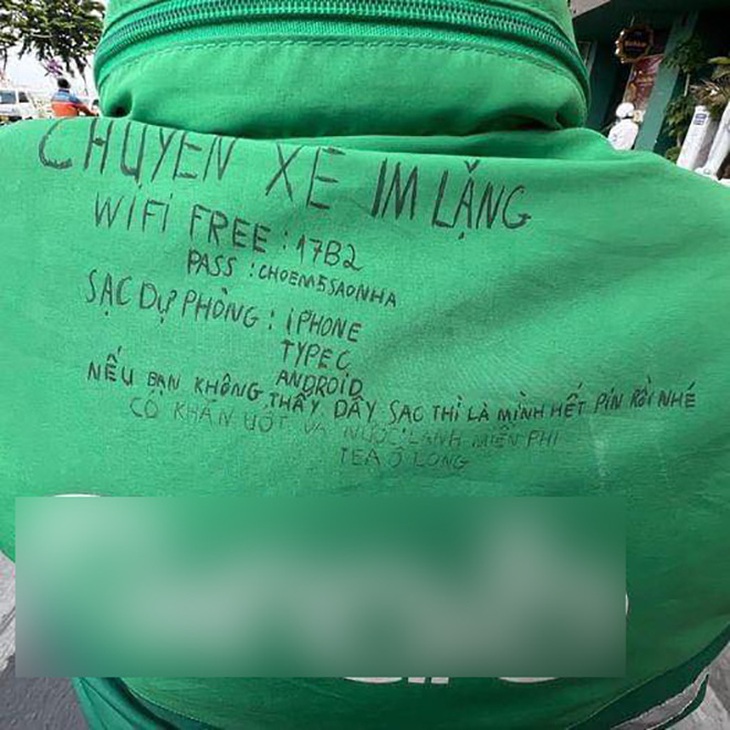 CHUYẾN XE IM LẶNG
WIFI FREE: 17B2
PASS: CHOEM5SAONHA
SẠC DỰ PHÒNG: IPHONE
TYPE C
ANDROID
NẾU BẠN KHÔNG THẤY DÂY SẠC THÌ LÀ MÌNH HẾT PIN RỒI NHÉ
CÓ KHĂN ƯỚT VÀ NƯỚC LẠNH MIỄN PHÍ
TEA Ô LONG